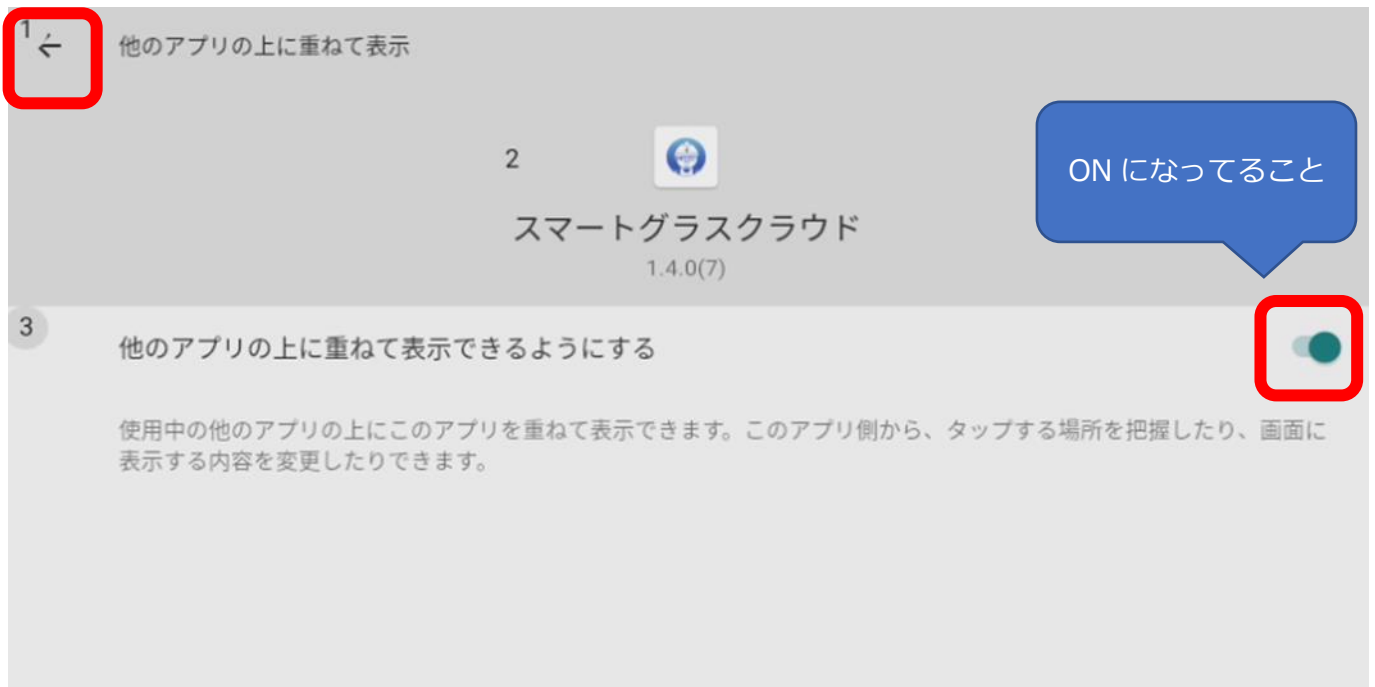 1
他のアプリの上に重ねて表示
2
ON になってること
スマートグラスクラウド
1.4.0(7)
3
他のアプリの上に重ねて表示できるようにする
使用中の他のアプリの上にこのアプリを重ねて表示できます。このアプリ側から、タップする場所を把握したり、画面に
表示する内容を変更したりできます。